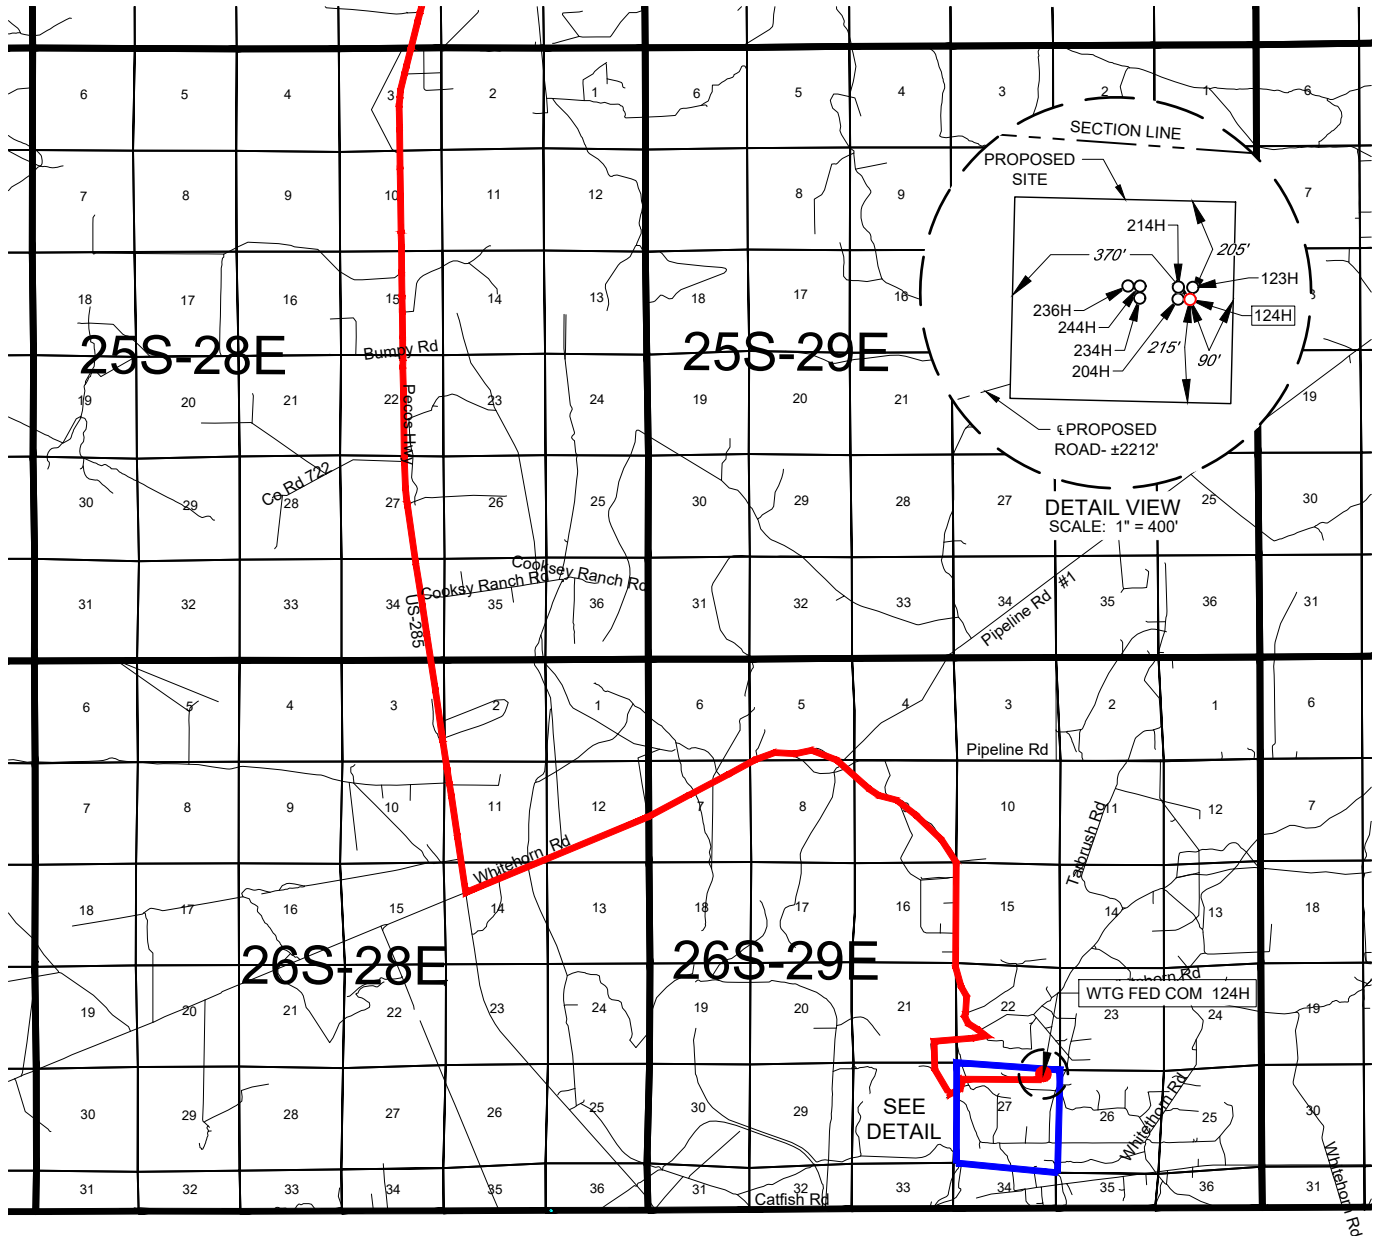 6 5 4 3 2 1 6 5 4 3 2 1 6
SECTION LINE
PROPOSED
SITE
7 8 9 10 11 12 8 9 7
214H
370'
205'
123H
236H
244H
124H
234H
215'
204H
90'
18 17 16 15 14 13 18 17 16
25S-28E
25S-29E
Bumpy Rd
Pecos Hwy
19 20 21 22 23 24 19 20 21 19
℄PROPOSED
ROAD- ±2212'
Co Rd 722
30 29 28 27 26 25 30 29 28 27 25 30
DETAIL VIEW
SCALE: 1" = 400'
Cooksey Ranch Rd
Cooksy Ranch Rd
Pipeline Rd #1
US-285
31 32 33 34 35 36 31 32 33 34 35 36 31
6 5 4 3 2 1 6 5 4 3 2 1 6
Pipeline Rd
7 8 9 10 11 12 7 8 9 10 11 12 7
Tarbrush Rd
Whitehorn Rd
18 17 16 15 14 13 18 17 16 15 14 13 18
26S-28E
26S-29E
WTG FED COM 124H
19 20 21 22 23 24 19 20 21 22 23 24 19
SEE
DETAIL
30 29 28 27 26 25 30 29 27 26 25 30
Whitethorn Rd
Whitehorn Rd
31 32 33 34 35 36 31 32 33 34 35 36 31
Catfish Rd